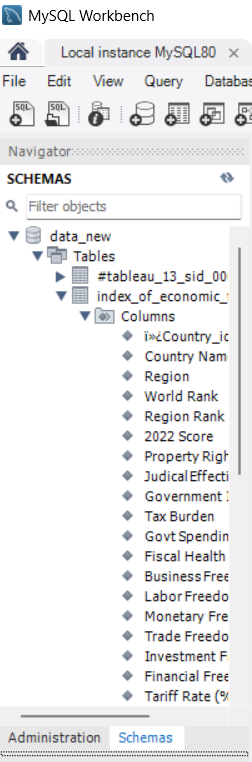 MySQL Workbench
Local instance MySQL80
File Edit View Query Databa
Navigator
SCHEMAS
Filter objects
data_new
Tables
#tableau_13_sid_00
index_of_economic_
Columns
ï»¿Country_ic
Country Nam
Region
World Rank
Region Rank
2022 Score
Property Righ
Judical Effecti
Government I
Tax Burden
Govt Spendin
Fiscal Health
Business Free
Labor Freedo
Monetary Fre
Trade Freedo
Investment F
Financial Free
Tariff Rate (%
Administration Schemas